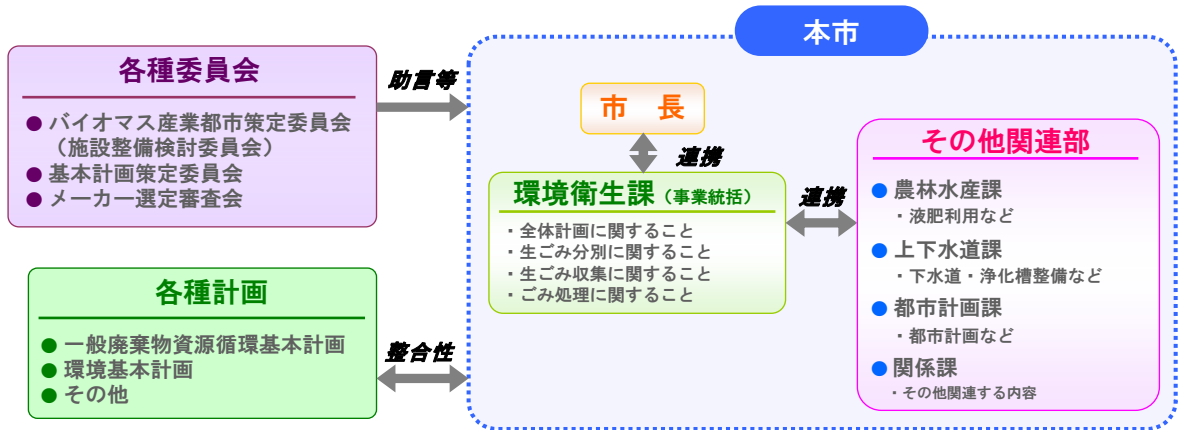 本市
各種委員会
● バイオマス産業都市策定委員会
（施設整備検討委員会）
● 基本計画策定委員会
● メーカー選定審査会
助言等
各種計画
● 一般廃棄物資源循環基本計画
● 環境基本計画
● その他
整合性
市　長
連携
環境衛生課（事業統括）
・全体計画に関すること
・生ごみ分別に関すること
・生ごみ収集に関すること
・ごみ処理に関すること
連携
その他関連部
● 農林水産課
・液肥利用など
● 上下水道課
・下水道・浄化槽整備など
● 都市計画課
・都市計画など
● 関係課
・その他関連する内容